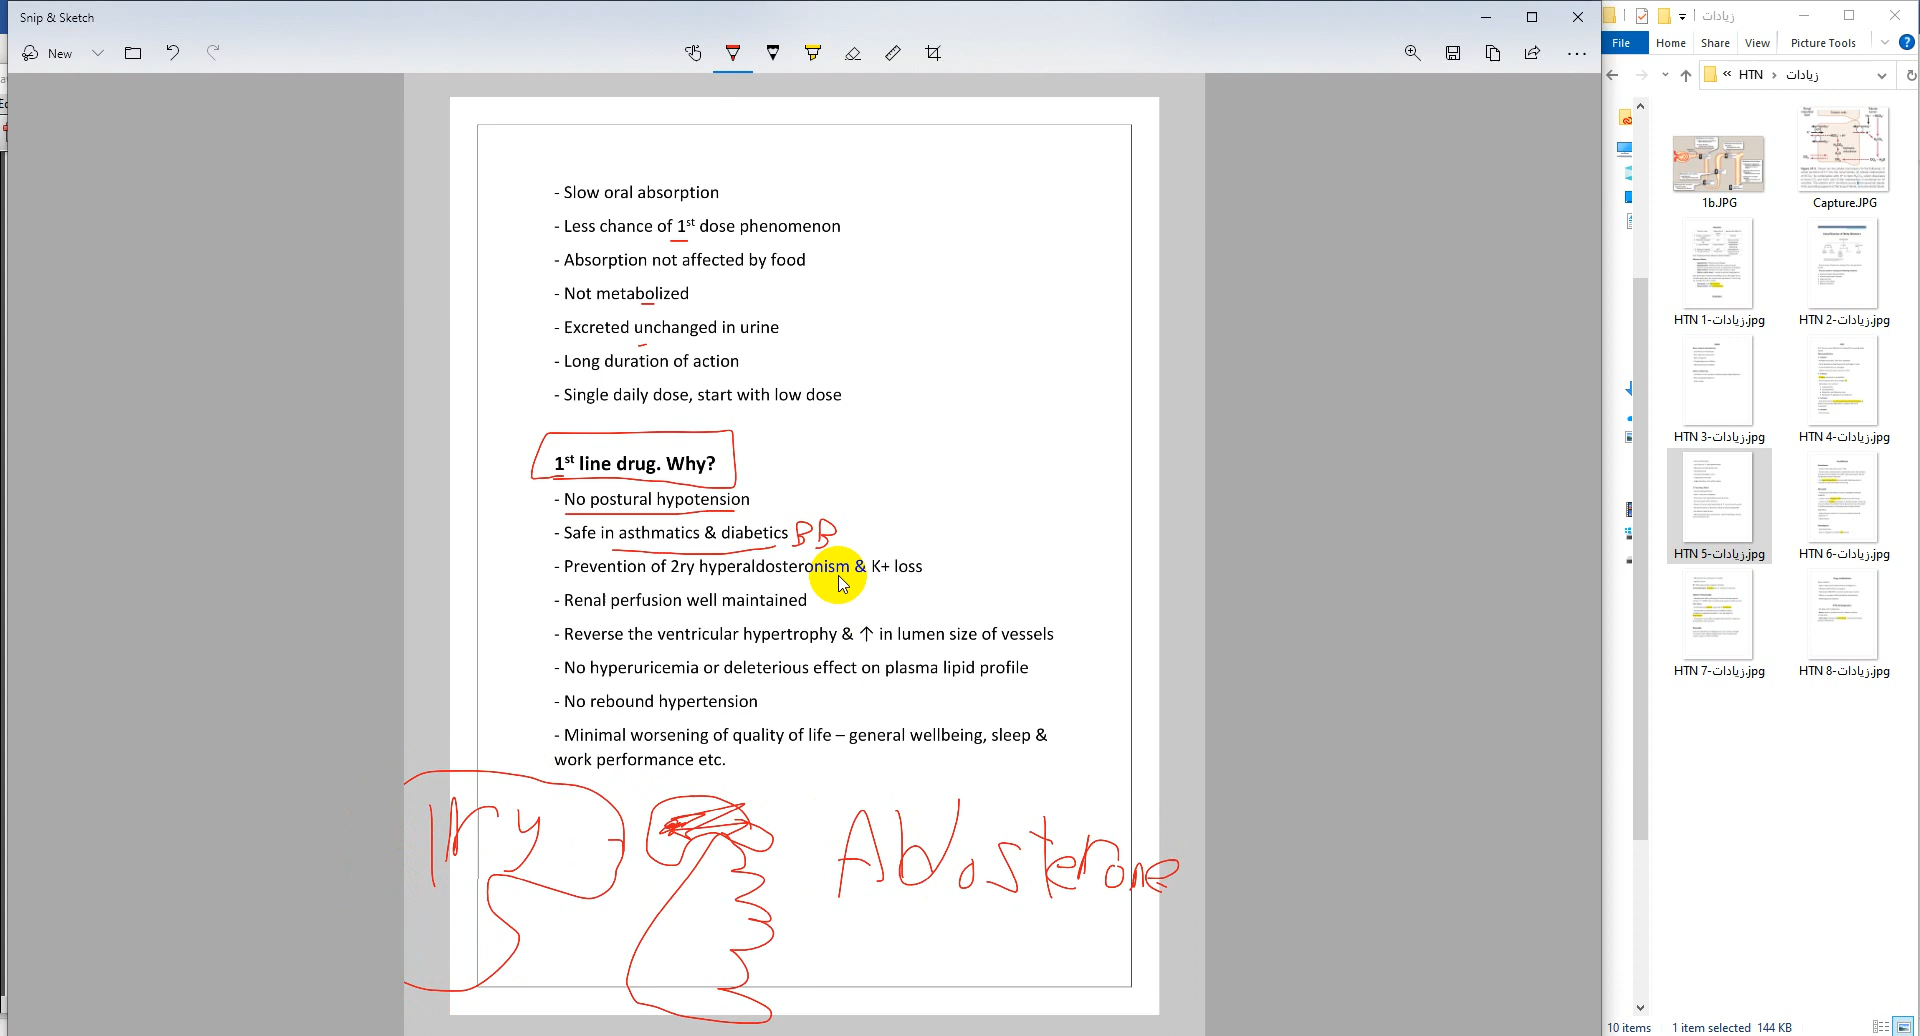 Snip & Sketch
New
- Slow oral absorption
- Less chance of 1st dose phenomenon
- Absorption not affected by food
- Not metabolized
- Excreted unchanged in urine
- Long duration of action
- Single daily dose, start with low dose
1st line drug. Why?
- No postural hypotension
- Safe in asthmatics & diabetics BB
- Prevention of 2ry hyperaldosteronism & K+ loss
- Renal perfusion well maintained
- Reverse the ventricular hypertrophy & ↑ in lumen size of vessels
- No hyperuricemia or deleterious effect on plasma lipid profile
- No rebound hypertension
- Minimal worsening of quality of life – general wellbeing, sleep &
work performance etc.
1ry
Aldosterone
زيادات
File Home Share View Picture Tools
« HTN › زيادات
1b.JPG Capture.JPG
HTN 1-زيادات.jpg HTN 2-زيادات.jpg
HTN 3-زيادات.jpg HTN 4-زيادات.jpg
HTN 5-زيادات.jpg HTN 6-زيادات.jpg
HTN 7-زيادات.jpg HTN 8-زيادات.jpg
10 items 1 item selected 144 KB